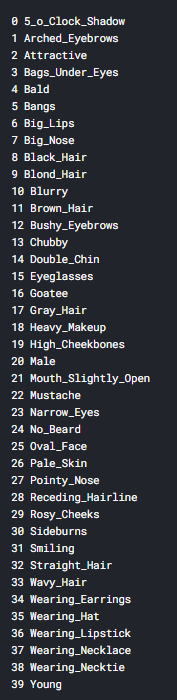 0 5_o_Clock_Shadow
1 Arched_Eyebrows
2 Attractive
3 Bags_Under_Eyes
4 Bald
5 Bangs
6 Big_Lips
7 Big_Nose
8 Black_Hair
9 Blond_Hair
10 Blurry
11 Brown_Hair
12 Bushy_Eyebrows
13 Chubby
14 Double_Chin
15 Eyeglasses
16 Goatee
17 Gray_Hair
18 Heavy_Makeup
19 High_Cheekbones
20 Male
21 Mouth_Slightly_Open
22 Mustache
23 Narrow_Eyes
24 No_Beard
25 Oval_Face
26 Pale_Skin
27 Pointy_Nose
28 Receding_Hairline
29 Rosy_Cheeks
30 Sideburns
31 Smiling
32 Straight_Hair
33 Wavy_Hair
34 Wearing_Earrings
35 Wearing_Hat
36 Wearing_Lipstick
37 Wearing_Necklace
38 Wearing_Necktie
39 Young